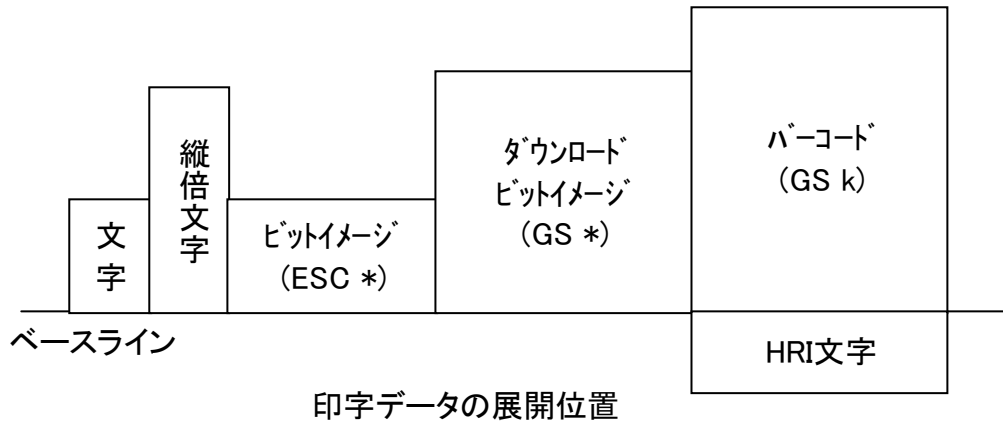 文字
縦倍文字
ﾋﾞｯﾄｲﾒｰｼﾞ
(ESC *)
ﾀﾞｳﾝﾛｰﾄﾞ
ﾋﾞｯﾄｲﾒｰｼﾞ
(GS *)
ﾊﾞｰｺｰﾄﾞ
(GS k)
ベースライン
HRI文字
印字データの展開位置